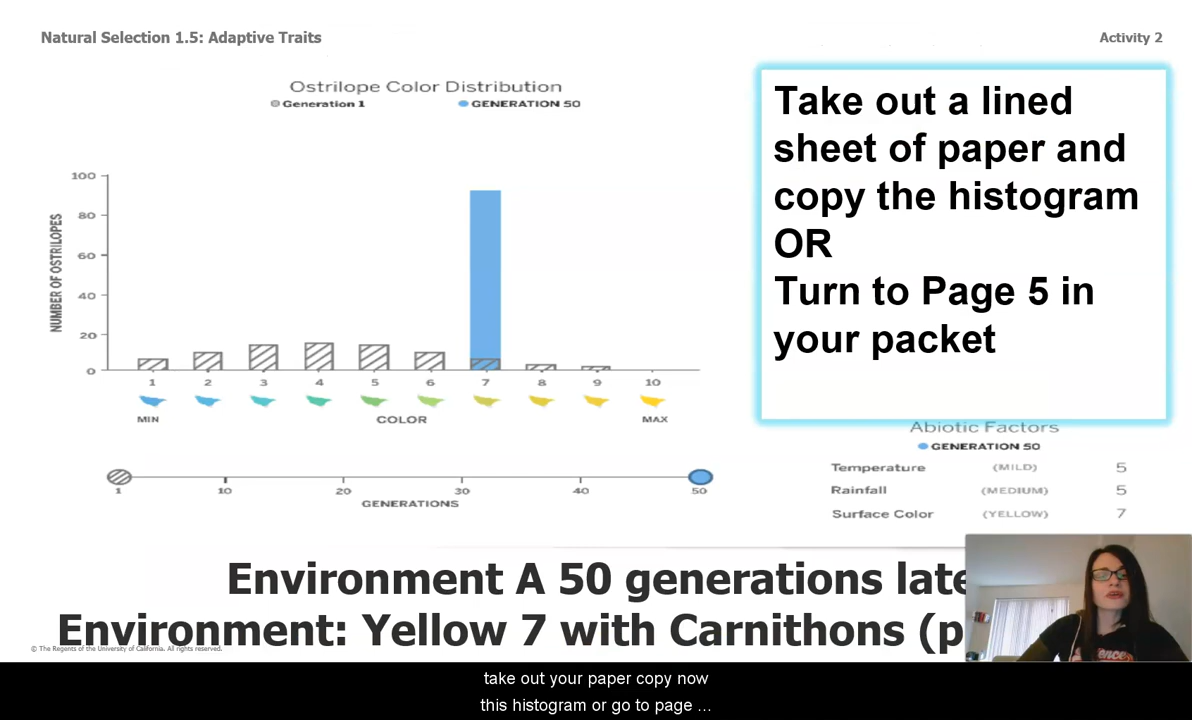 Natural Selection 1.5: Adaptive Traits
Activity 2
Ostrilope Color Distribution
Generation 1 GENERATION 50
Take out a lined
sheet of paper and
copy the histogram
OR
Turn to Page 5 in
your packet
NUMBER OF OSTRILOPES
100
80
60
40
20
0
1 2 3 4 5 6 7 8 9 10
MIN COLOR MAX
1 10 20 30 40 50
GENERATIONS
Abiotic Factors
GENERATION 50
Temperature (MILD) 5
Rainfall (MEDIUM) 5
Surface Color (YELLOW) 7
Environment A 50 generations late
Environment: Yellow 7 with Carnithons (p
© The Regents of the University of California. All rights reserved.
take out your paper copy now
this histogram or go to page ...